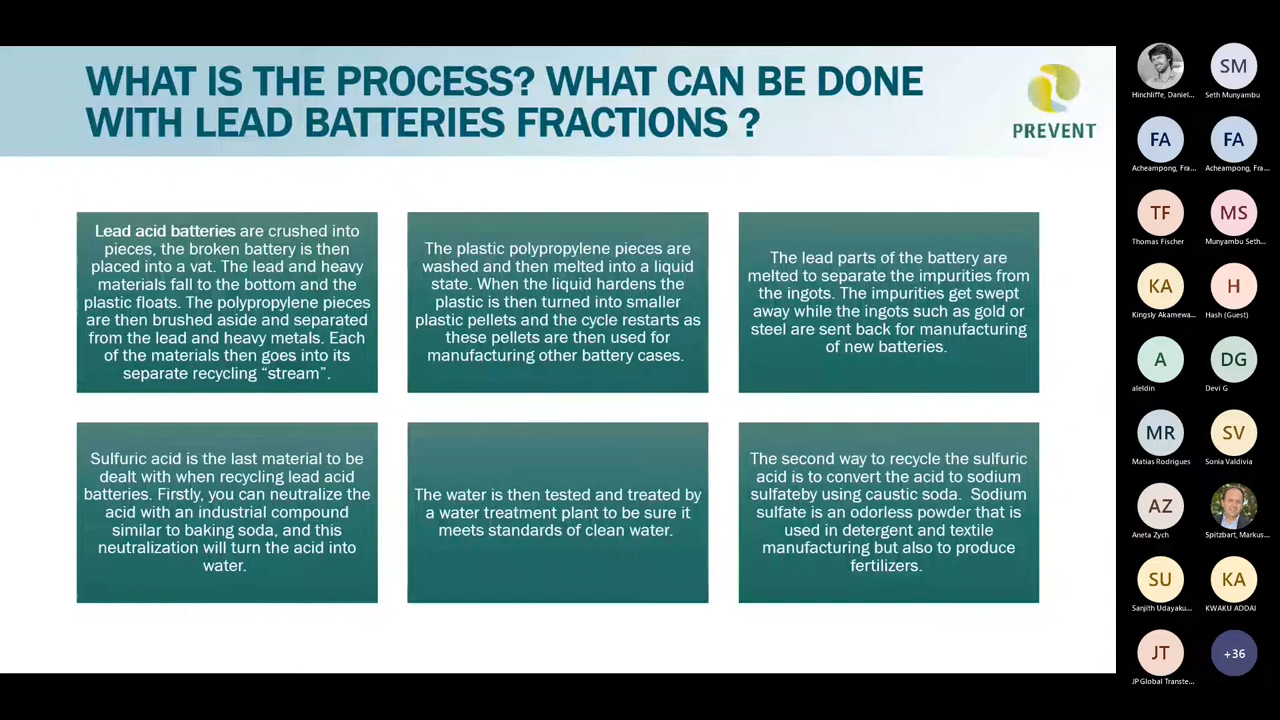 WHAT IS THE PROCESS? WHAT CAN BE DONE
WITH LEAD BATTERIES FRACTIONS ?
PREVENT
Lead acid batteries are crushed into
pieces, the broken battery is then
placed into a vat. The lead and heavy
materials fall to the bottom and the
plastic floats. The polypropylene pieces
are then brushed aside and separated
from the lead and heavy metals. Each
of the materials then goes into its
separate recycling “stream”.
The plastic polypropylene pieces are
washed and then melted into a liquid
state. When the liquid hardens the
plastic is then turned into smaller
plastic pellets and the cycle restarts as
these pellets are then used for
manufacturing other battery cases.
The lead parts of the battery are
melted to separate the impurities from
the ingots. The impurities get swept
away while the ingots such as gold or
steel are sent back for manufacturing
of new batteries.
Sulfuric acid is the last material to be
dealt with when recycling lead acid
batteries. Firstly, you can neutralize the
acid with an industrial compound
similar to baking soda, and this
neutralization will turn the acid into
water.
The water is then tested and treated by
a water treatment plant to be sure it
meets standards of clean water.
The second way to recycle the sulfuric
acid is to convert the acid to sodium
sulfateby using caustic soda. Sodium
sulfate is an odorless powder that is
used in detergent and textile
manufacturing but also to produce
fertilizers.
Hinchliffe, Daniel...
SM
Seth Munyambu
FA
Acheampong, Fra...
FA
Acheampong, Fra...
TF
Thomas Fischer
MS
Munyambu Seth...
KA
Kingsly Akamewa...
H
Hash (Guest)
A
aleldin
DG
Devi G
MR
Matias Rodrigues
SV
Sonia Valdivia
AZ
Aneta Zych
Spitzbart, Markus...
SU
Sanjith Udayaku...
KA
KWAKU ADDAI
JT
JP Global Transte...
+36